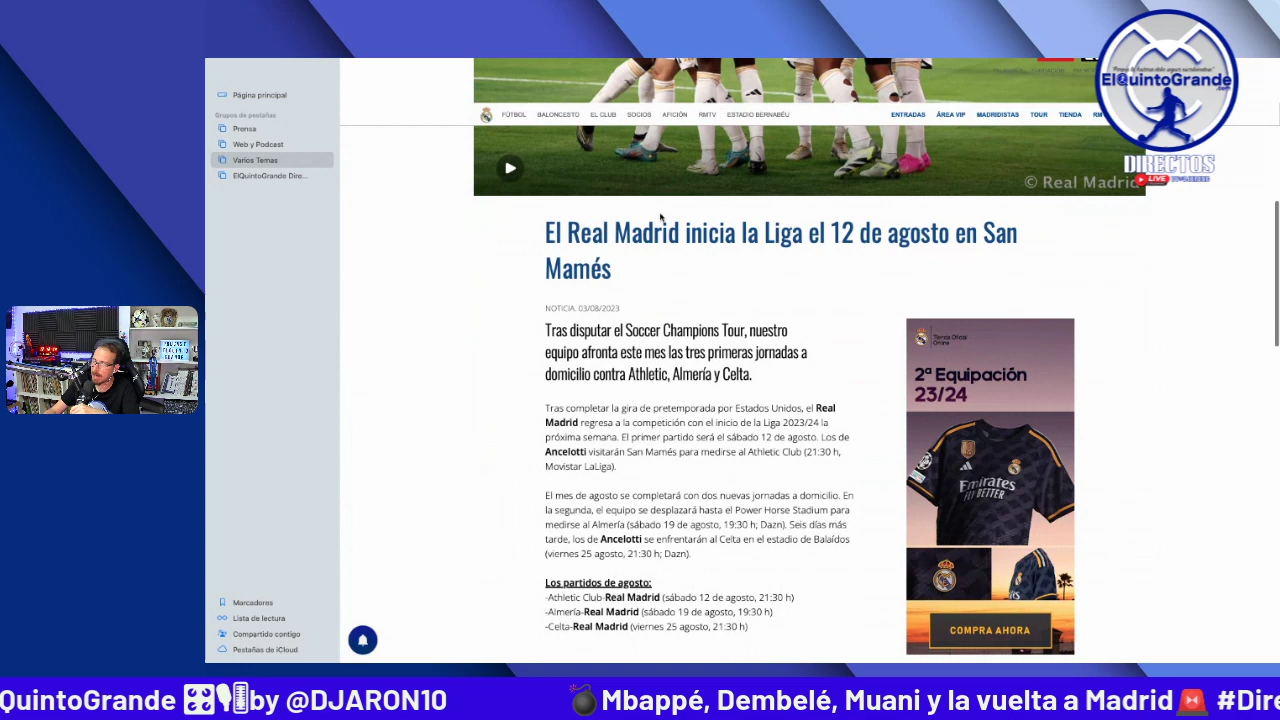 Página principal
Grupos de pestañas
Prensa
Web y Podcast
Varios Temas
ElQuintoGrande Dire...
Marcadores
Lista de lectura
Compartido contigo
Pestañas de iCloud
FÚTBOL BALONCESTO EL CLUB SOCIOS AFICIÓN RMTV ESTADIO BERNABÉU
ENTRADAS ÁREA VIP MADRIDISTAS TOUR TIENDA RM
ElQuintoGrande
.com
DIRECTOS
LIVE
© Real Madrid
El Real Madrid inicia la Liga el 12 de agosto en San
Mamés
NOTICIA. 03/08/2023
Tras disputar el Soccer Champions Tour, nuestro
equipo afronta este mes las tres primeras jornadas a
domicilio contra Athletic, Almería y Celta.
Tras completar la gira de pretemporada por Estados Unidos, el Real
Madrid regresa a la competición con el inicio de la Liga 2023/24 la
próxima semana. El primer partido será el sábado 12 de agosto. Los de
Ancelotti visitarán San Mamés para medirse al Athletic Club (21:30 h,
Movistar LaLiga).
El mes de agosto se completará con dos nuevas jornadas a domicilio. En
la segunda, el equipo se desplazará hasta el Power Horse Stadium para
medirse al Almería (sábado 19 de agosto, 19:30 h; Dazn). Seis días más
tarde, los de Ancelotti se enfrentarán al Celta en el estadio de Balaídos
(viernes 25 agosto, 21:30 h; Dazn).
Los partidos de agosto:
-Athletic Club-Real Madrid (sábado 12 de agosto, 21:30 h)
-Almería-Real Madrid (sábado 19 de agosto, 19:30 h)
-Celta-Real Madrid (viernes 25 agosto, 21:30 h)
Tienda Oficial
Online
2ª Equipación
23/24
Emirates
FLY BETTER
COMPRA AHORA
QuintoGrande by @DJARON10 Mbappé, Dembelé, Muani y la vuelta a Madrid #Dire